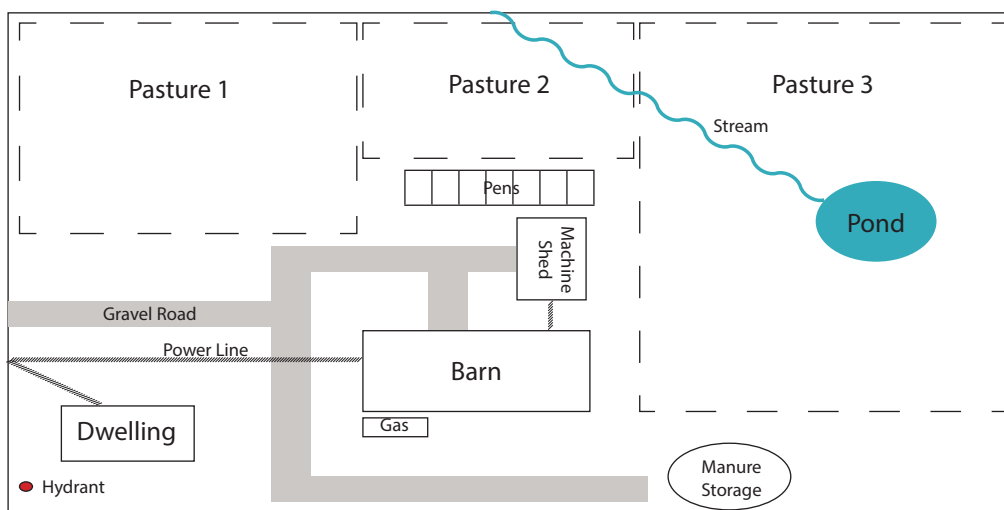 Pasture 1
Pasture 2
Pasture 3
Stream
Pens
Pond
Machine
Shed
Gravel Road
Power Line
Barn
Gas
Dwelling
Manure
Storage
Hydrant